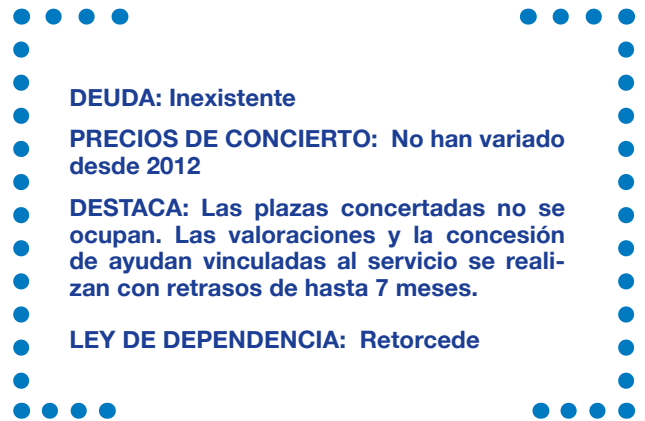 DEUDA: Inexistente
PRECIOS DE CONCIERTO: No han variado
desde 2012
DESTACA: Las plazas concertadas no se
ocupan. Las valoraciones y la concesión
de ayudan vinculadas al servicio se reali-
zan con retrasos de hasta 7 meses.
LEY DE DEPENDENCIA: Retorcede